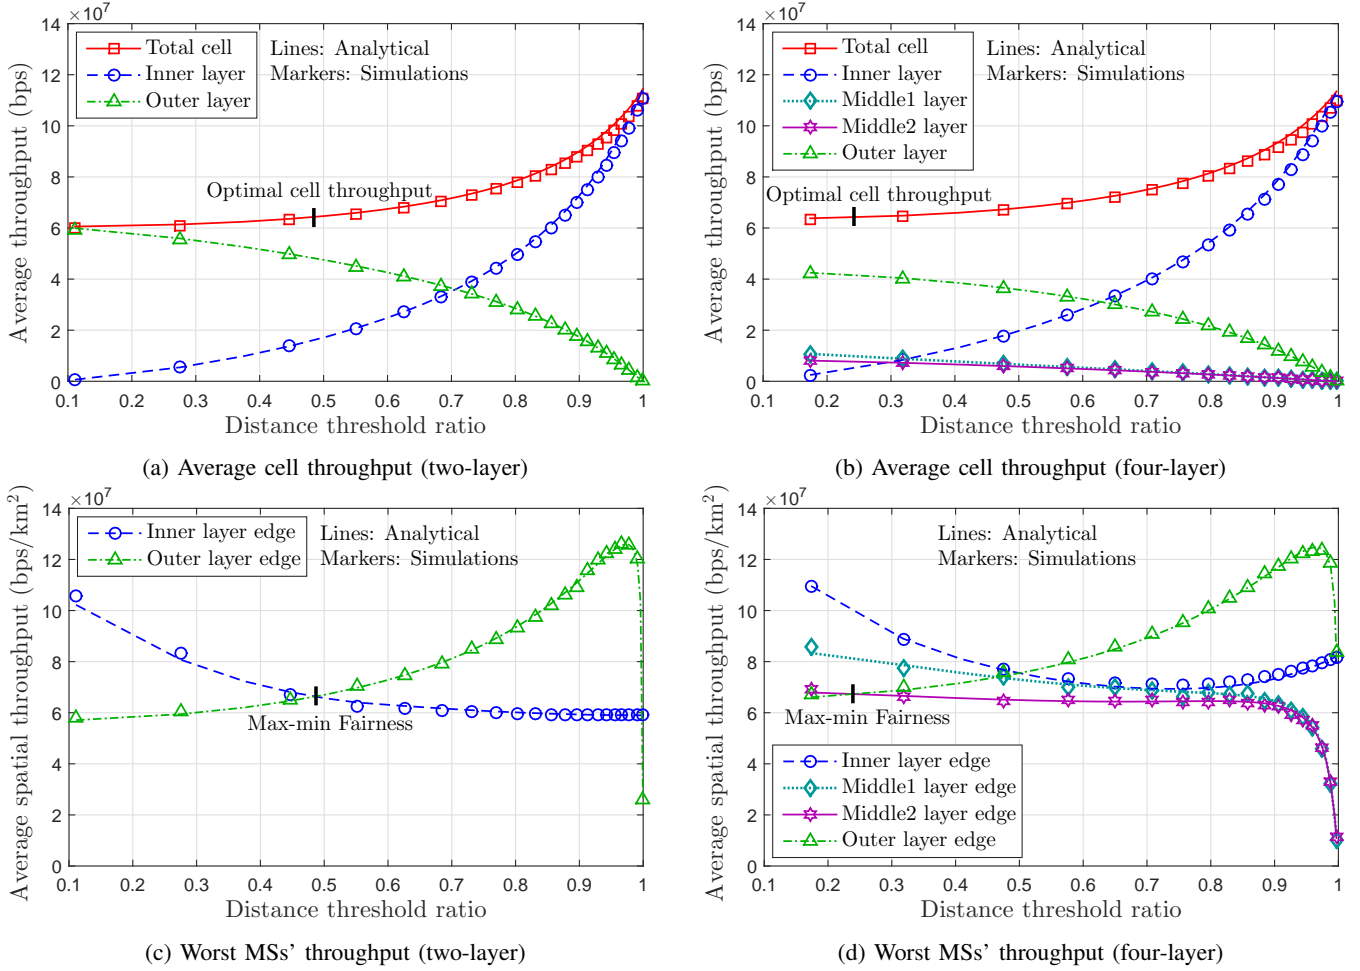 ×10^7
14
12
10
8
6
4
2
0
Average throughput (bps)
Total cell
Inner layer
Outer layer
Lines: Analytical
Markers: Simulations
Optimal cell throughput
0.1 0.2 0.3 0.4 0.5 0.6 0.7 0.8 0.9 1
Distance threshold ratio
(a) Average cell throughput (two-layer)
×10^7
14
12
10
8
6
4
2
0
Average throughput (bps)
Total cell
Inner layer
Middle1 layer
Middle2 layer
Outer layer
Lines: Analytical
Markers: Simulations
Optimal cell throughput
0.1 0.2 0.3 0.4 0.5 0.6 0.7 0.8 0.9 1
Distance threshold ratio
(b) Average cell throughput (four-layer)
×10^7
14
12
10
8
6
4
2
0
Average spatial throughput (bps/km²)
Inner layer edge
Outer layer edge
Lines: Analytical
Markers: Simulations
Max-min Fairness
0.1 0.2 0.3 0.4 0.5 0.6 0.7 0.8 0.9 1
Distance threshold ratio
(c) Worst MSs' throughput (two-layer)
×10^7
14
12
10
8
6
4
2
0
Average spatial throughput (bps/km²)
Lines: Analytical
Markers: Simulations
Max-min Fairness
Inner layer edge
Middle1 layer edge
Middle2 layer edge
Outer layer edge
0.1 0.2 0.3 0.4 0.5 0.6 0.7 0.8 0.9 1
Distance threshold ratio
(d) Worst MSs' throughput (four-layer)